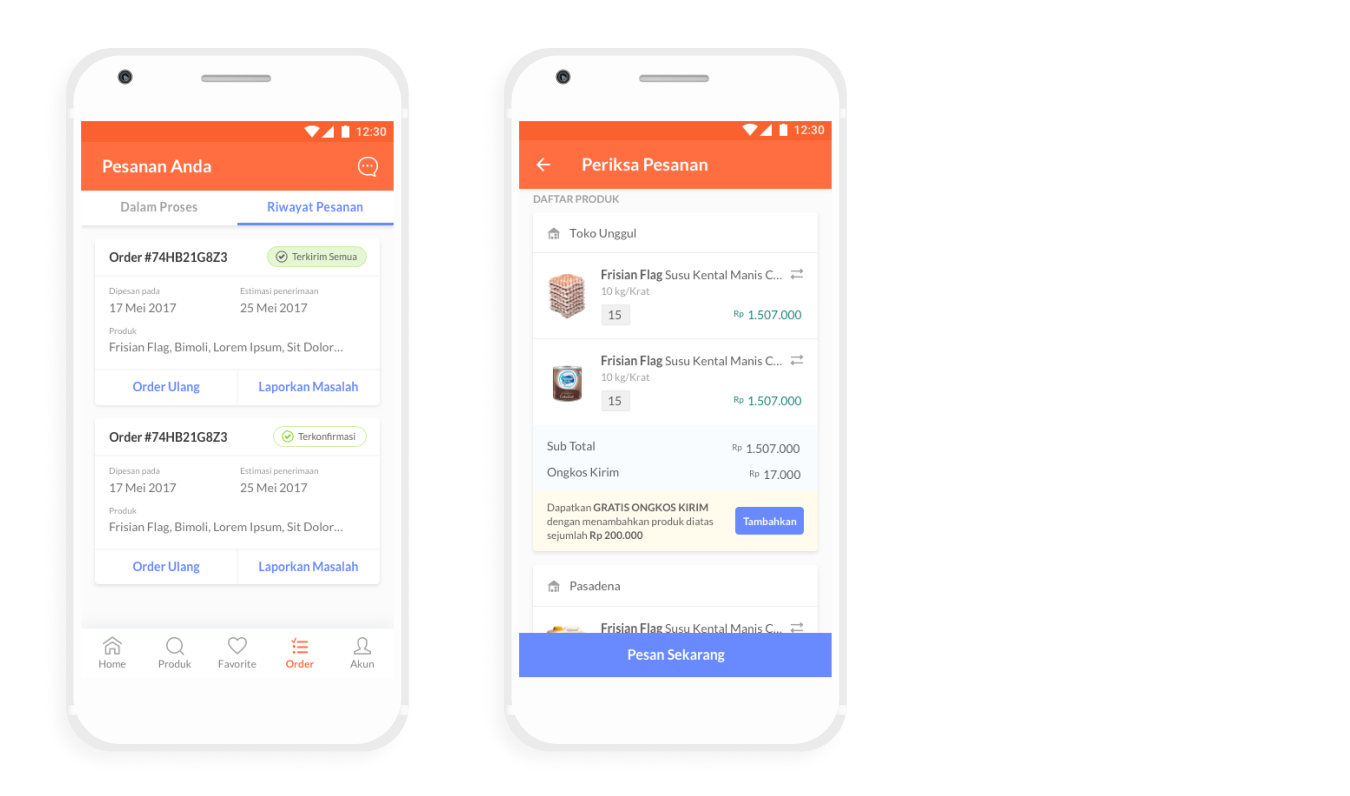 12:30
Pesanan Anda
Dalam Proses
Riwayat Pesanan
Order #74HB21G8Z3
Terkirim Semua
Dipesan pada
Estimasi penerimaan
17 Mei 2017
25 Mei 2017
Produk
Frisian Flag, Bimoli, Lorem Ipsum, Sit Dolor...
Order Ulang
Laporkan Masalah
Order #74HB21G8Z3
Terkonfirmasi
Dipesan pada
Estimasi penerimaan
17 Mei 2017
25 Mei 2017
Produk
Frisian Flag, Bimoli, Lorem Ipsum, Sit Dolor...
Order Ulang
Laporkan Masalah
Home
Produk
Favorite
Order
Akun
12:30
Periksa Pesanan
DAFTAR PRODUK
Toko Unggul
Frisian Flag Susu Kental Manis C...
10 kg/Krat
15
Rp 1.507.000
Frisian Flag Susu Kental Manis C...
10 kg/Krat
15
Rp 1.507.000
Sub Total
Rp 1.507.000
Ongkos Kirim
Rp 17.000
Dapatkan GRATIS ONGKOS KIRIM
dengan menambahkan produk diatas
sejumlah Rp 200.000
Tambahkan
Pasadena
Frisian Flag Susu Kental Manis C...
Pesan Sekarang